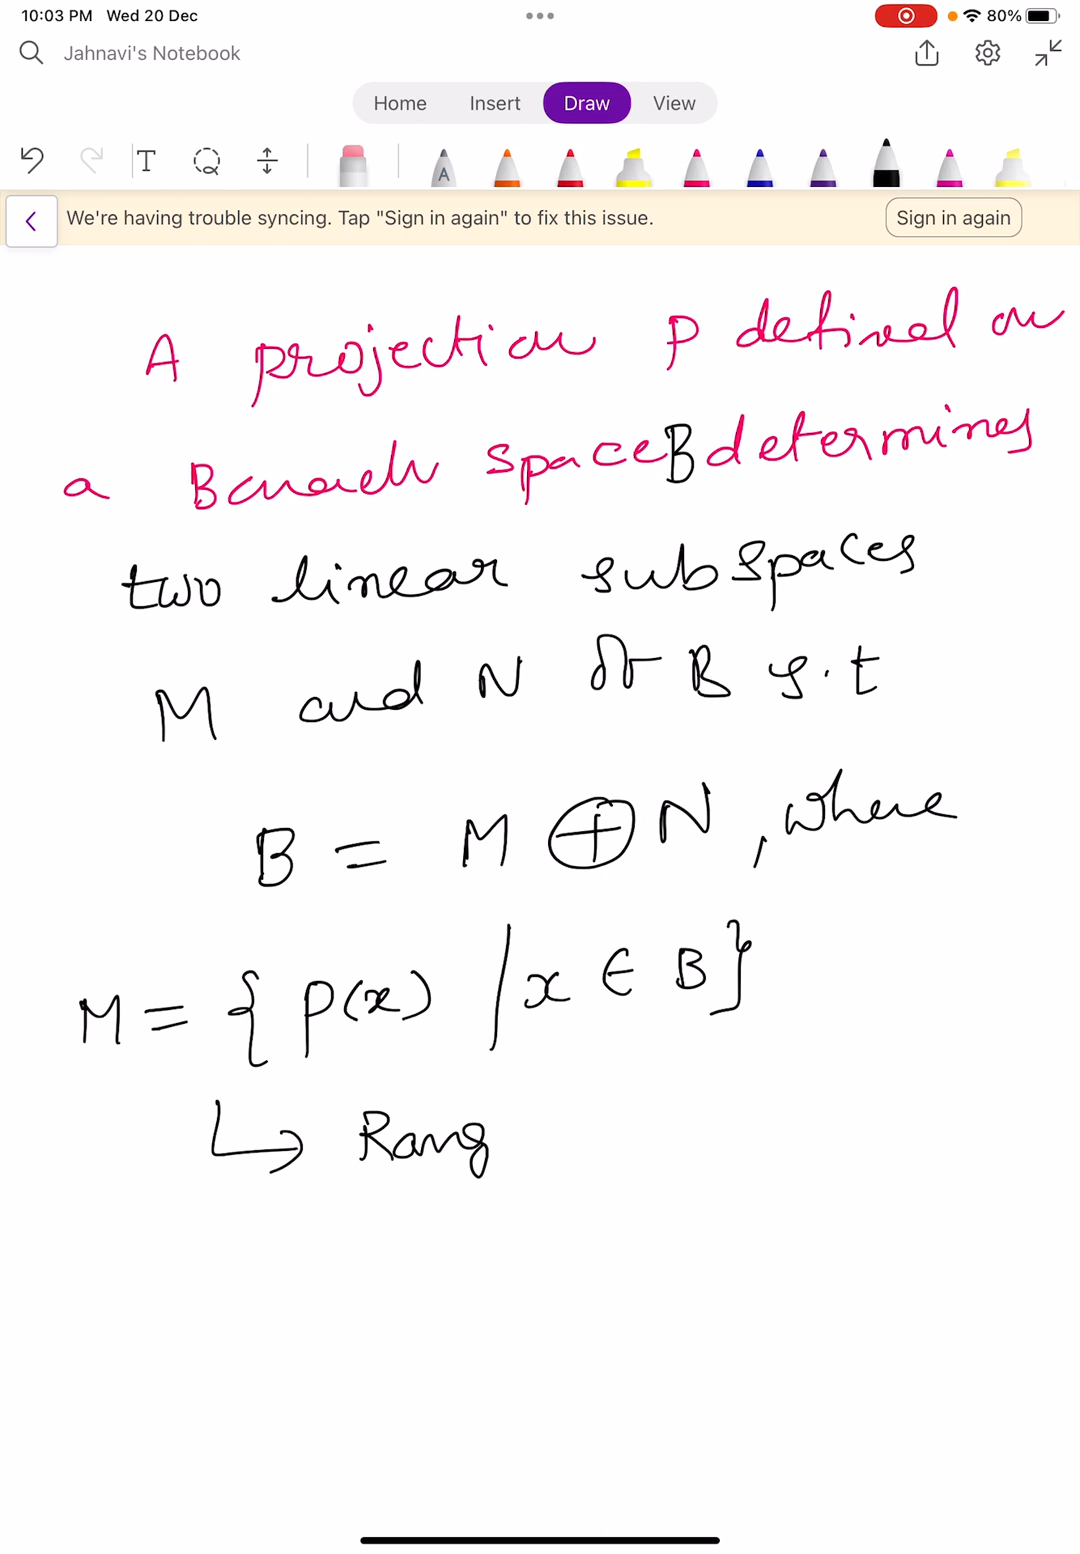 10:03 PM Wed 20 Dec
80%
Jahnavi's Notebook
Home Insert Draw View
T A
We're having trouble syncing. Tap "Sign in again" to fix this issue. Sign in again
A projection P defined on
a Banach space B determines
two linear subspaces
M and N of B s.t
B = M ⊕ N, where
M = { P(x) / x ∈ B }
↳ Rang